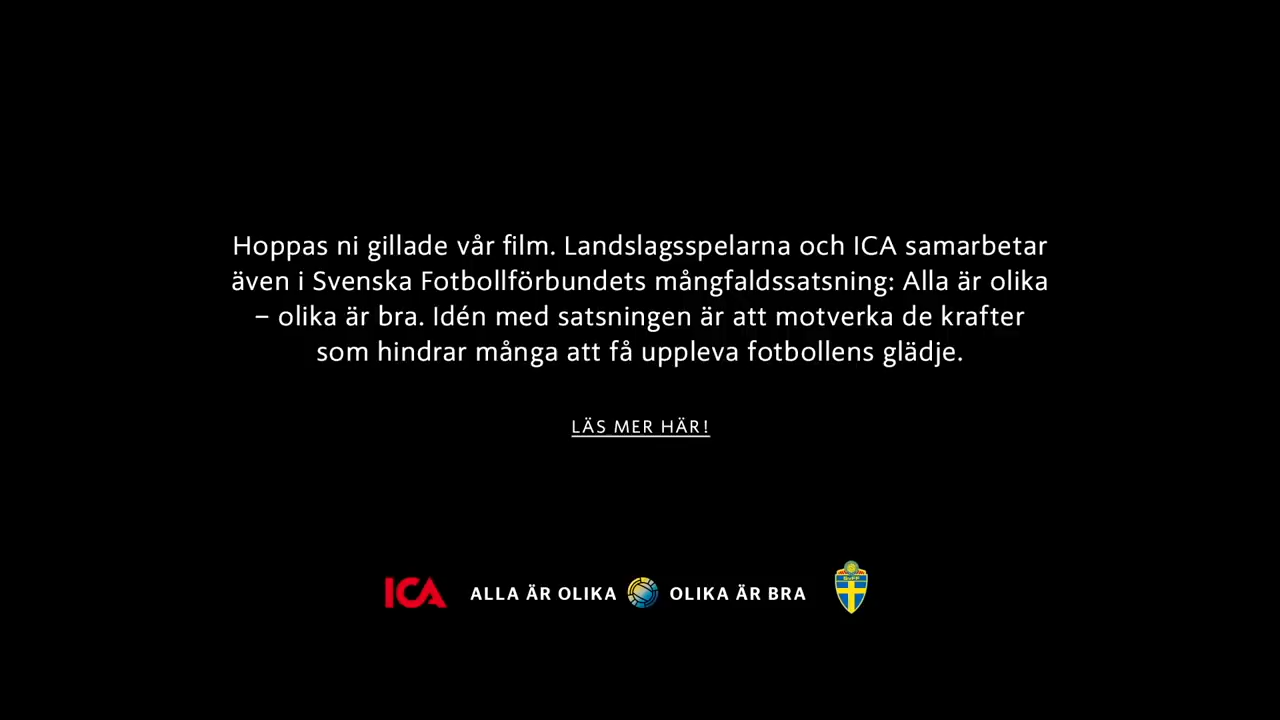 Hoppas ni gillade vår film. Landslagsspelarna och ICA samarbetar
även i Svenska Fotbollförbundets mångfaldssatsning: Alla är olika
– olika är bra. Idén med satsningen är att motverka de krafter
som hindrar många att få uppleva fotbollens glädje.
LÄS MER HÄR!
ICA ALLA ÄR OLIKA OLIKA ÄR BRA SvFF